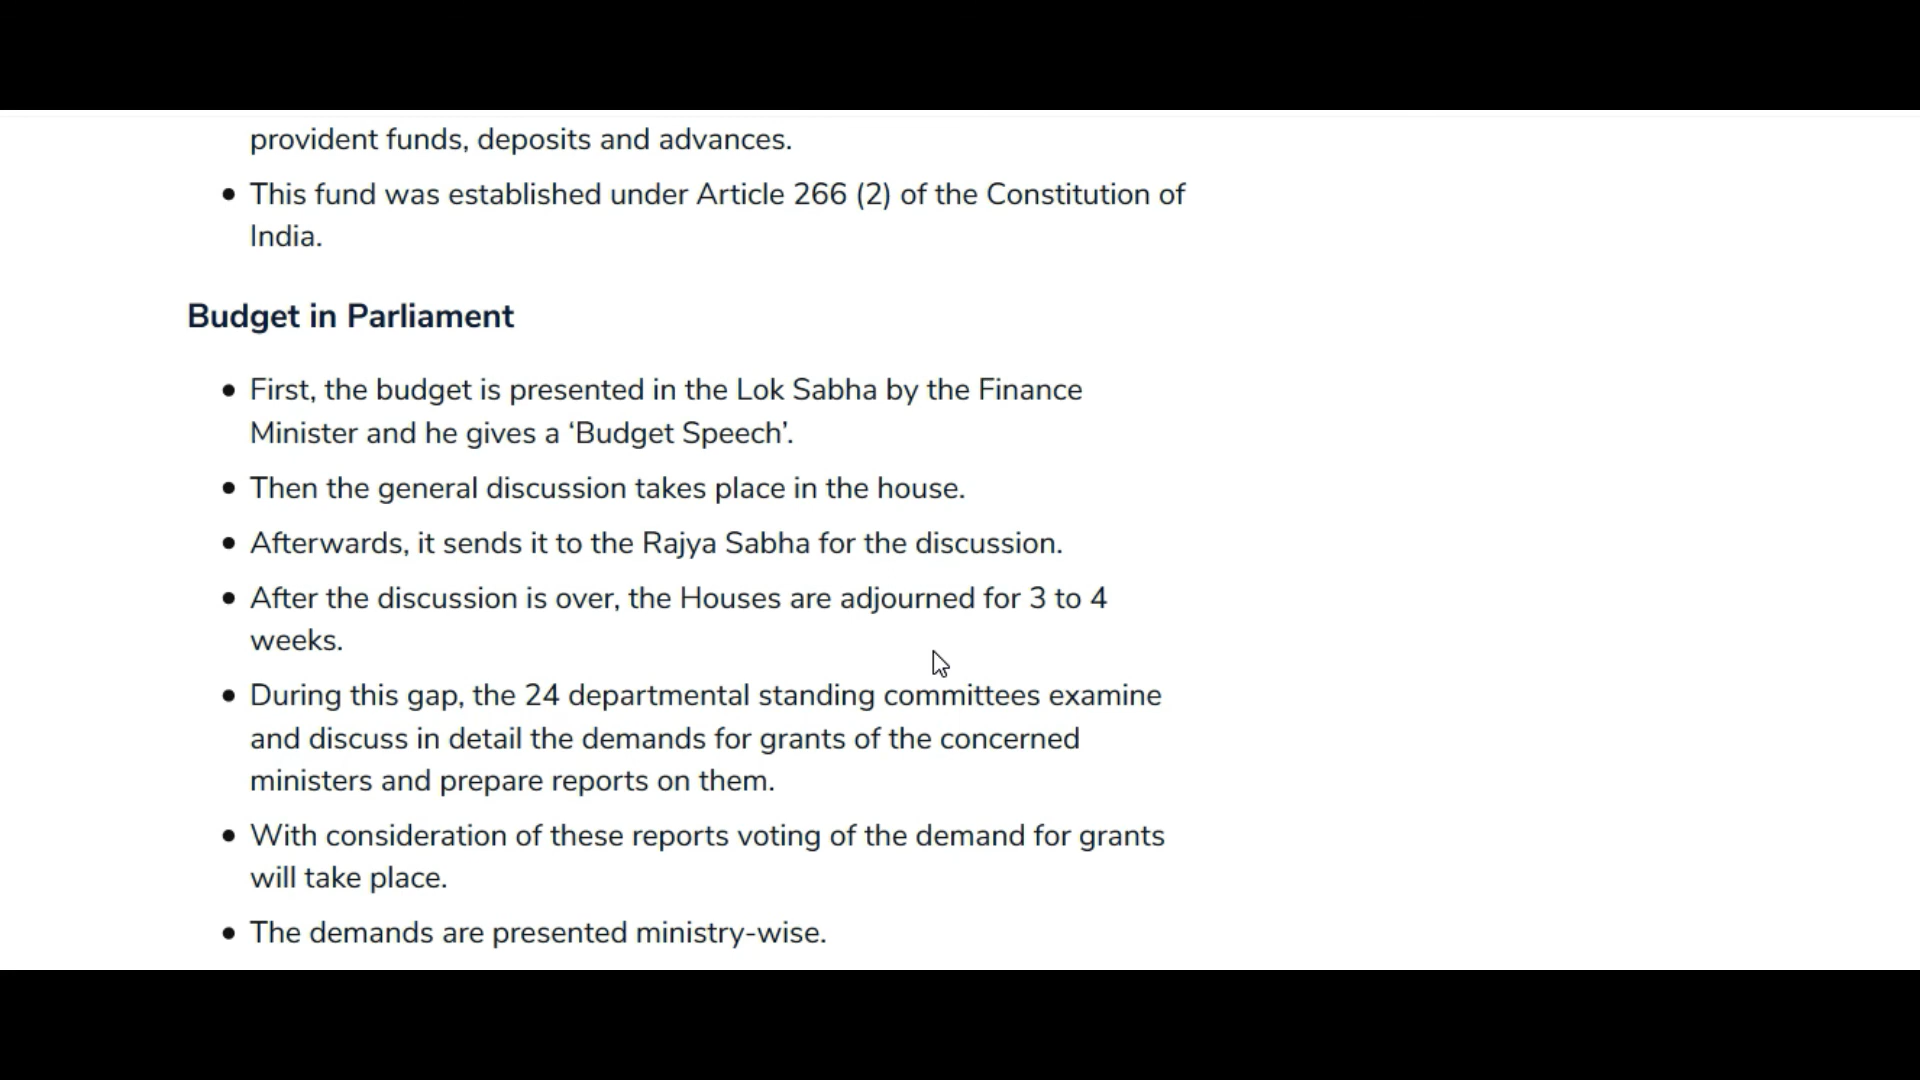 provident funds, deposits and advances.
• This fund was established under Article 266 (2) of the Constitution of
India.
Budget in Parliament
• First, the budget is presented in the Lok Sabha by the Finance
Minister and he gives a ‘Budget Speech’.
• Then the general discussion takes place in the house.
• Afterwards, it sends it to the Rajya Sabha for the discussion.
• After the discussion is over, the Houses are adjourned for 3 to 4
weeks.
• During this gap, the 24 departmental standing committees examine
and discuss in detail the demands for grants of the concerned
ministers and prepare reports on them.
• With consideration of these reports voting of the demand for grants
will take place.
• The demands are presented ministry-wise.